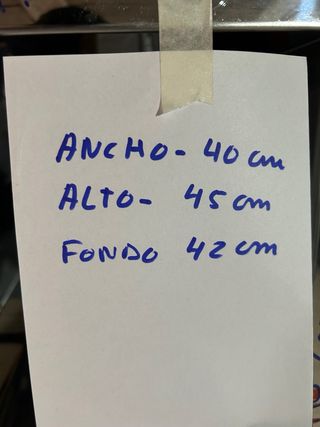 ANCHO - 40 cm
ALTO - 45 cm
FONDO 42 cm